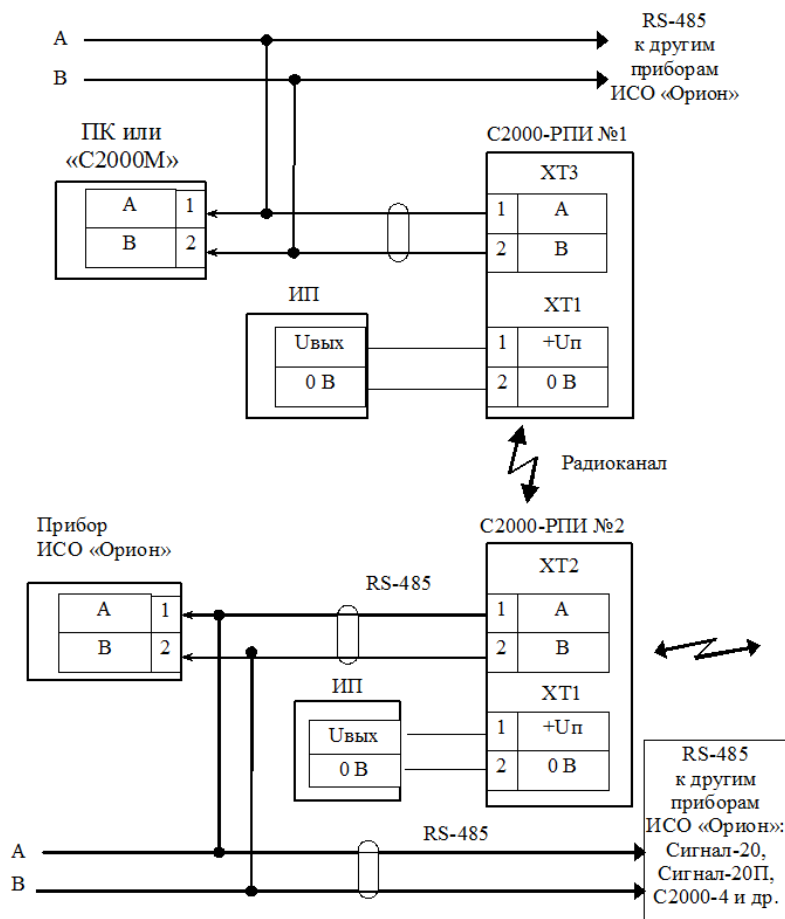 A
B
RS-485
к другим
приборам
ИСО «Орион»
ПК или
«С2000М»
A 1
B 2
С2000-РПИ №1
XT3
1 A
2 B
ИП
Uвых
0 В
XT1
1 +Uп
2 0 В
Радиоканал
С2000-РПИ №2
Прибор
ИСО «Орион»
A 1
B 2
RS-485
XT2
1 A
2 B
ИП
Uвых
0 В
XT1
1 +Uп
2 0 В
A
B
RS-485
RS-485
к другим
приборам
ИСО «Орион»:
Сигнал-20,
Сигнал-20П,
С2000-4 и др.